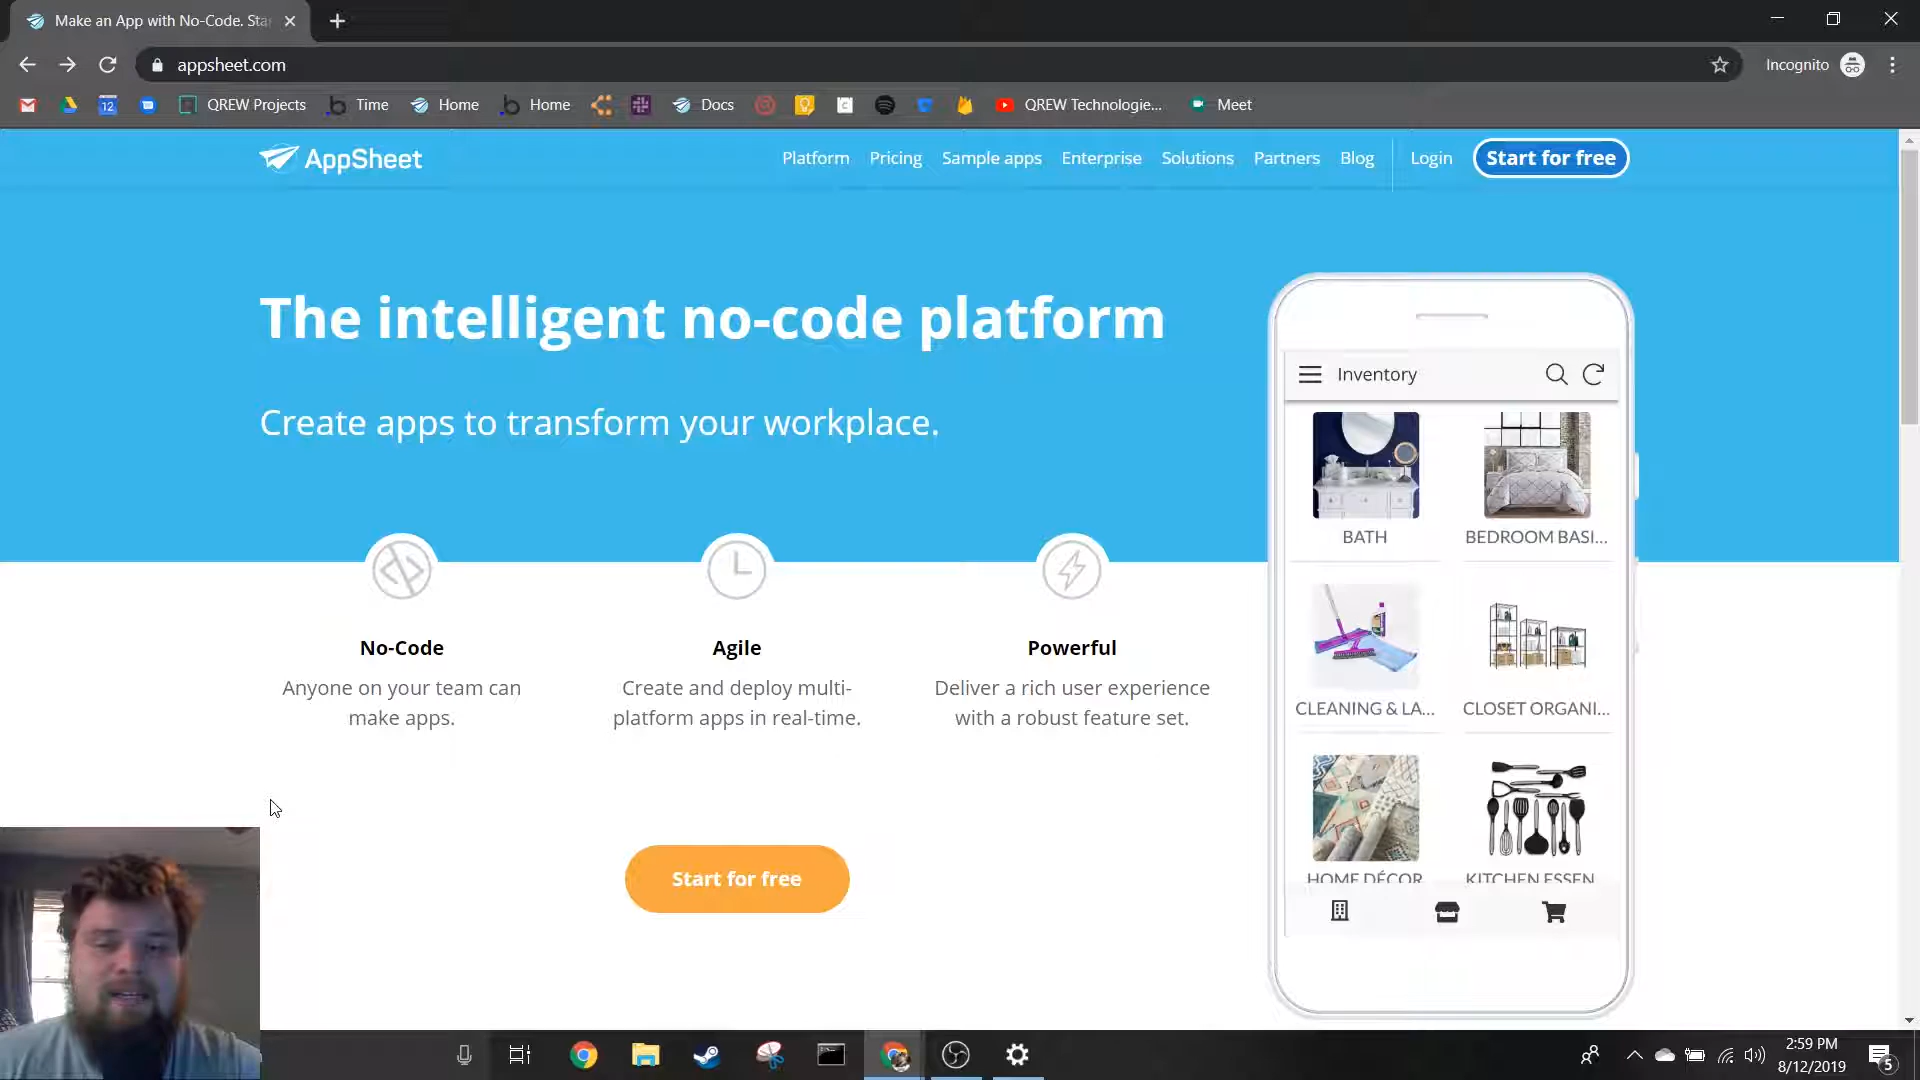 Make an App with No-Code. Sta
appsheet.com
Incognito
12
QREW Projects
Time
Home
Home
Docs
QREW Technologie...
Meet
AppSheet
Platform
Pricing
Sample apps
Enterprise
Solutions
Partners
Blog
Login
Start for free
The intelligent no-code platform
Create apps to transform your workplace.
No-Code
Anyone on your team can
make apps.
Agile
Create and deploy multi-
platform apps in real-time.
Powerful
Deliver a rich user experience
with a robust feature set.
Start for free
Inventory
BATH
BEDROOM BASI...
CLEANING & LA...
CLOSET ORGANI...
HOME DÉCOR
KITCHEN ESSEN
2:59 PM
8/12/2019
5